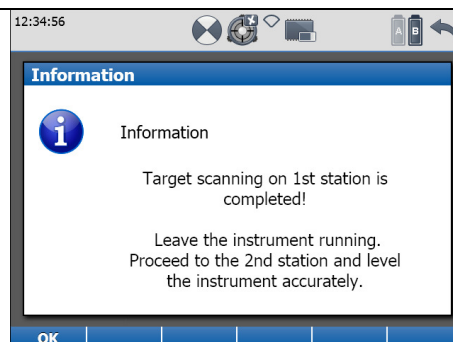 12:34:56
A
B
Information
Information
Target scanning on 1st station is
completed!
Leave the instrument running.
Proceed to the 2nd station and level
the instrument accurately.
OK